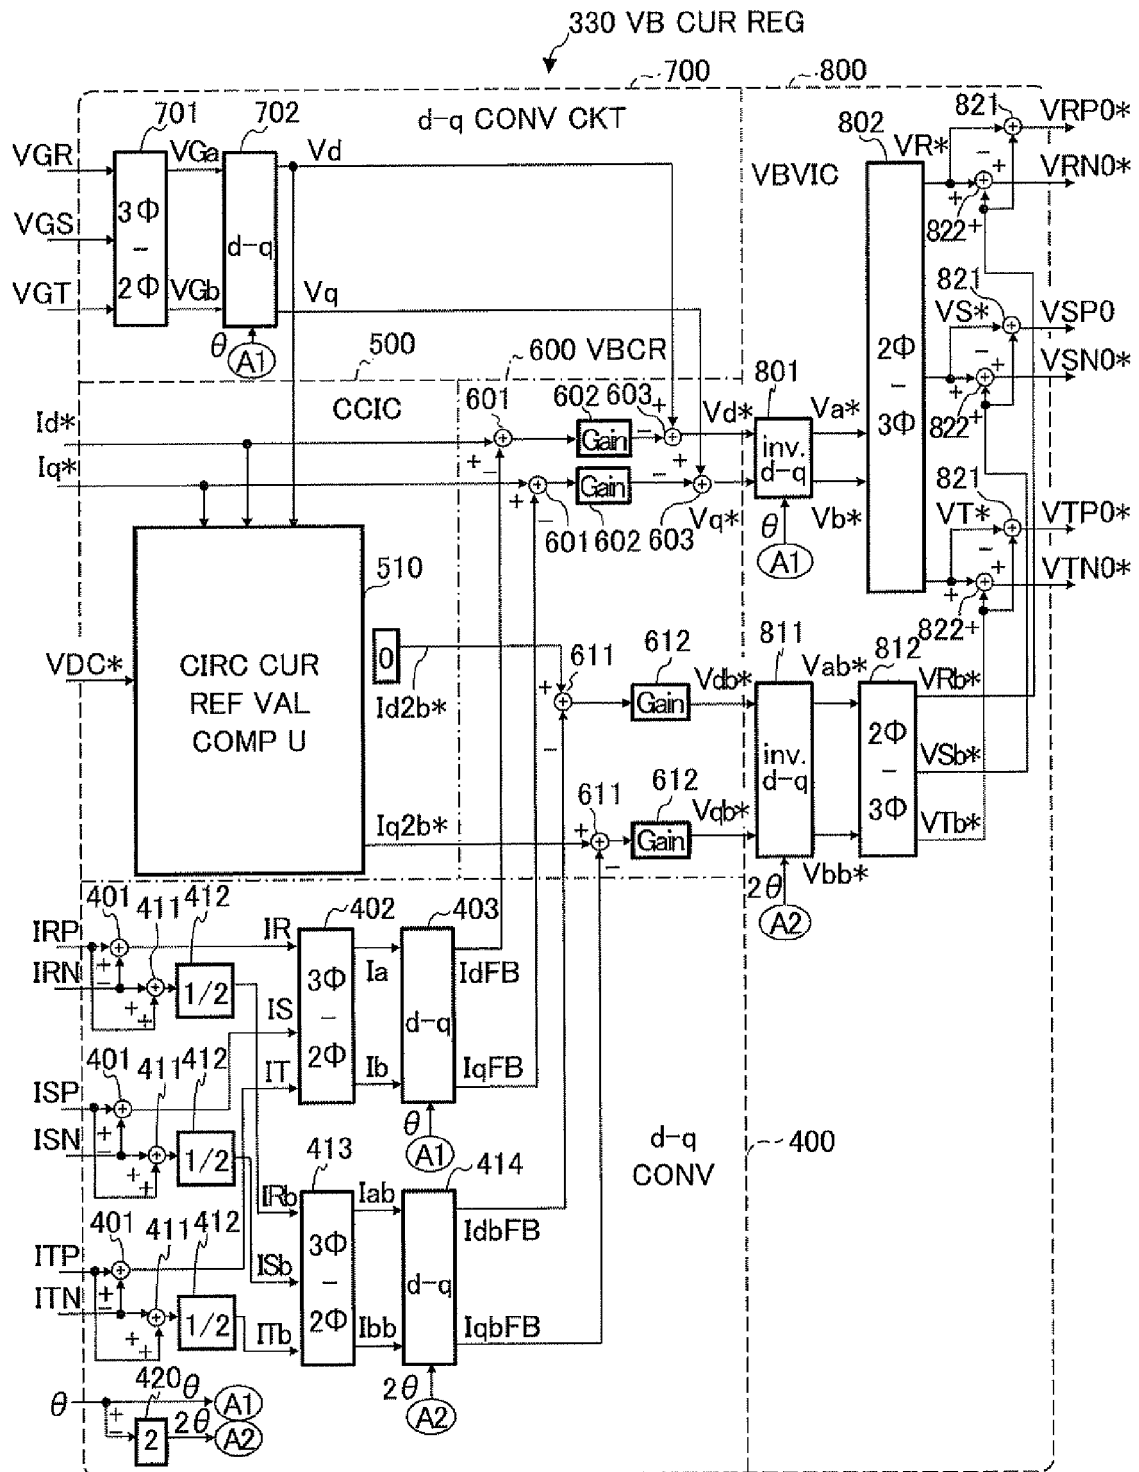 330 VB CUR REG
700
800
701
702
d-q CONV CKT
821
VRP0*
802
VGR
VGa
Vd
VR*
VBVIC
VRN0*
3Φ
-
2Φ
d-q
VGS
822
VGT
VGb
Vq
821
VS*
VSP0
θ
A1
500
600 VBCR
2Φ
-
3Φ
VSN0*
CCIC
601
602
603
801
822
Id*
Gain
Vd*
Va*
inv.
d-q
Iq*
Gain
821
601
602
603
Vq*
Vb*
VT*
VTP0*
θ
A1
VTN0*
510
822
811
812
0
611
612
VDC*
CIRC CUR
REF VAL
COMP U
Vdb*
Vab*
VRb*
Id2b*
Gain
inv.
d-q
2Φ
-
3Φ
VSb*
611
612
Iq2b*
Gain
Vqb*
VTb*
Vbb*
2θ
A2
401
411
412
402
403
IRP
IR
IRN
1/2
3Φ
-
2Φ
Ia
d-q
IdFB
IS
401
411
412
IT
Ib
IqFB
ISP
ISN
1/2
θ
A1
d-q
CONV
400
413
414
IRb
Iab
401
411
412
IdbFB
ITP
3Φ
-
2Φ
d-q
ISb
ITN
1/2
ITb
Ibb
IqbFB
2θ
A2
θ
420
θ
A1
2
2θ
A2